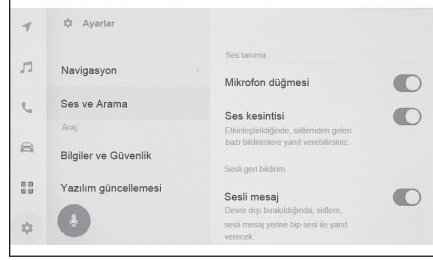 Ayarlar
Navigasyon
Ses ve Arama
Araç
Bilgiler ve Güvenlik
Yazılım güncellemesi
Ses tanıma
Mikrofon düğmesi
Ses kesintisi
Etkinleştirildiğinde, sidlemden gelen
bazı bildirimlere yanıt verebilirsiniz.
Sesli geri bildirim
Sesli mesaj
Devre dışı bırakıldığında, sidlem,
sesli mesaj yerine bip sesi ile yanıt
verecek.